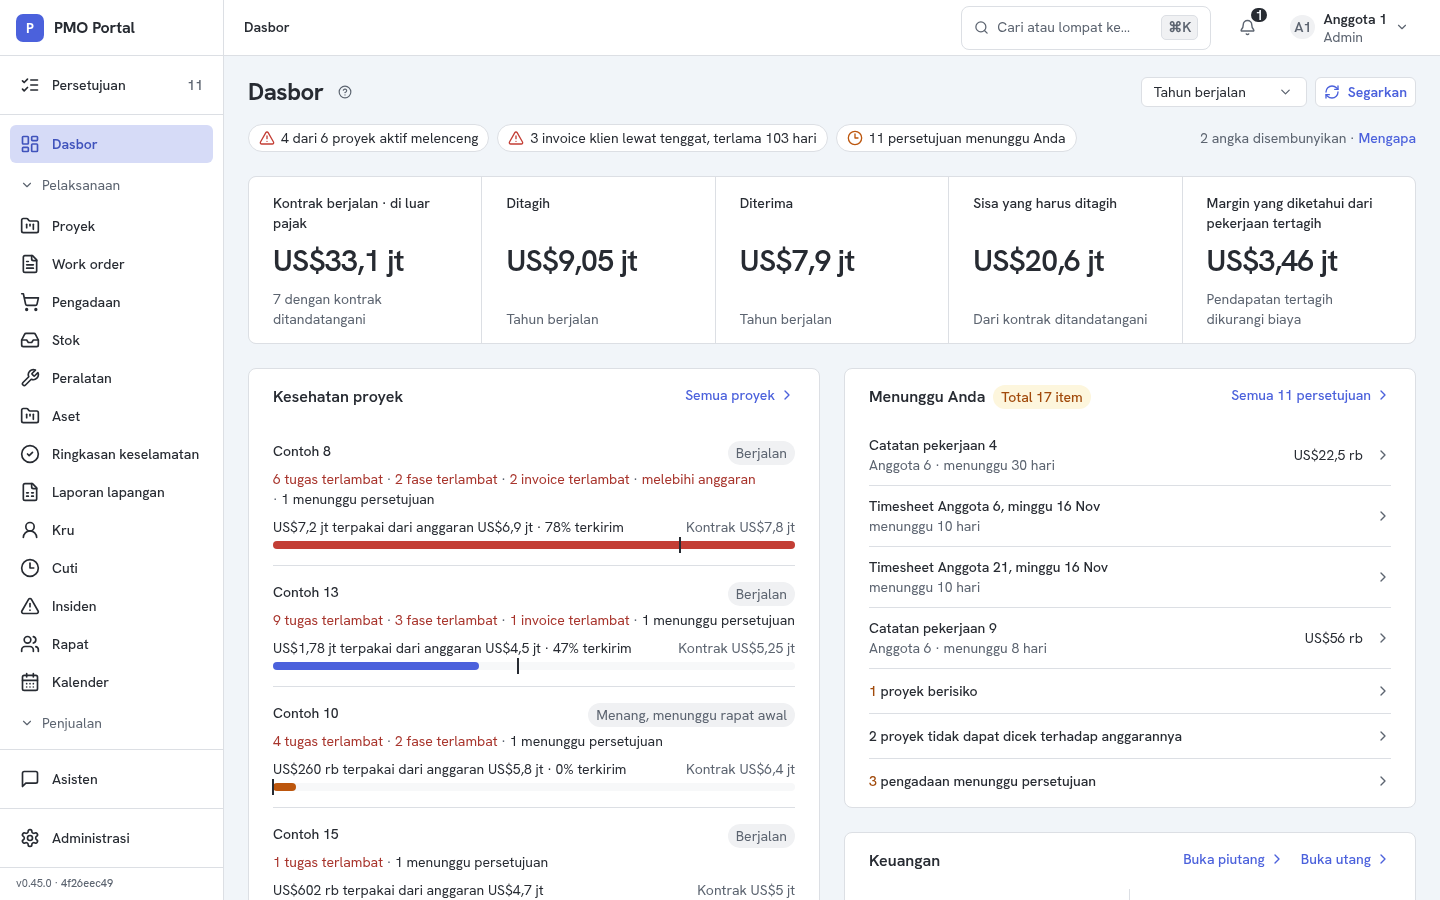 P PMO Portal
Persetujuan 11
Dasbor
Pelaksanaan
Proyek
Work order
Pengadaan
Stok
Peralatan
Aset
Ringkasan keselamatan
Laporan lapangan
Kru
Cuti
Insiden
Rapat
Kalender
Penjualan
Asisten
Administrasi
v0.45.0 · 4f26eec49
Dasbor
Cari atau lompat ke... ⌘K
1
A1
Anggota 1
Admin
Dasbor
Tahun berjalan
Segarkan
4 dari 6 proyek aktif melenceng
3 invoice klien lewat tenggat, terlama 103 hari
11 persetujuan menunggu Anda
2 angka disembunyikan · Mengapa
Kontrak berjalan · di luar
pajak
US$33,1 jt
7 dengan kontrak
ditandatangani
Ditagih
US$9,05 jt
Tahun berjalan
Diterima
US$7,9 jt
Tahun berjalan
Sisa yang harus ditagih
US$20,6 jt
Dari kontrak ditandatangani
Margin yang diketahui dari
pekerjaan tertagih
US$3,46 jt
Pendapatan tertagih
dikurangi biaya
Kesehatan proyek
Semua proyek
Contoh 8
Berjalan
6 tugas terlambat · 2 fase terlambat · 2 invoice terlambat · melebihi anggaran
· 1 menunggu persetujuan
US$7,2 jt terpakai dari anggaran US$6,9 jt · 78% terkirim
Kontrak US$7,8 jt
Contoh 13
Berjalan
9 tugas terlambat · 3 fase terlambat · 1 invoice terlambat · 1 menunggu persetujuan
US$1,78 jt terpakai dari anggaran US$4,5 jt · 47% terkirim
Kontrak US$5,25 jt
Contoh 10
Menang, menunggu rapat awal
4 tugas terlambat · 2 fase terlambat · 1 menunggu persetujuan
US$260 rb terpakai dari anggaran US$5,8 jt · 0% terkirim
Kontrak US$6,4 jt
Contoh 15
Berjalan
1 tugas terlambat · 1 menunggu persetujuan
US$602 rb terpakai dari anggaran US$4,7 jt
Kontrak US$5 jt
Menunggu Anda
Total 17 item
Semua 11 persetujuan
Catatan pekerjaan 4
Anggota 6 · menunggu 30 hari
US$22,5 rb
Timesheet Anggota 6, minggu 16 Nov
menunggu 10 hari
Timesheet Anggota 21, minggu 16 Nov
menunggu 10 hari
Catatan pekerjaan 9
Anggota 6 · menunggu 8 hari
US$56 rb
1 proyek berisiko
2 proyek tidak dapat dicek terhadap anggarannya
3 pengadaan menunggu persetujuan
Keuangan
Buka piutang
Buka utang